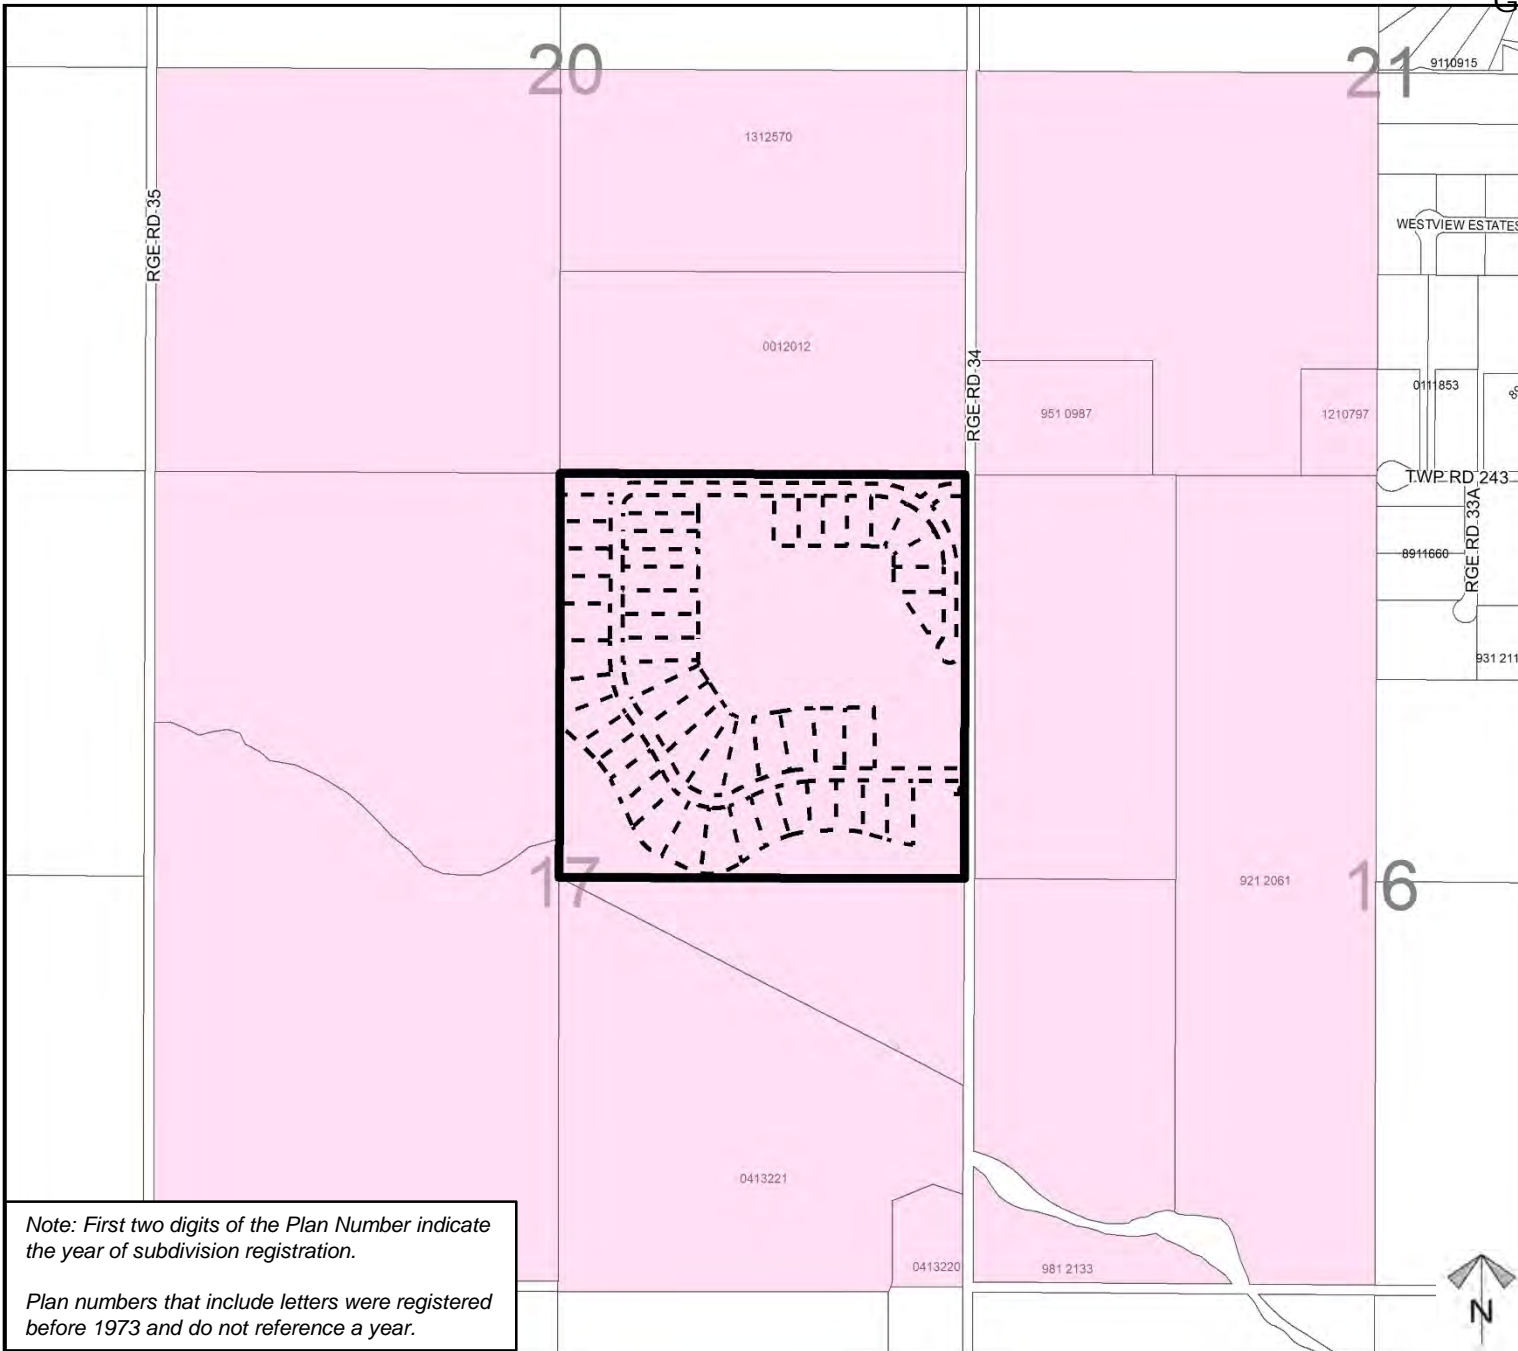 20
21
9110915
1312570
RGE-RD-35
WESTVIEW ESTATES
0012012
RGE-RD-34
951 0987
1210797
0111853
TWP RD 243
RGE-RD-33A
8911660
931 211
17
921 2061
16
0413221
0413220
981 2133
Note: First two digits of the Plan Number indicate
the year of subdivision registration.
Plan numbers that include letters were registered
before 1973 and do not reference a year.
N